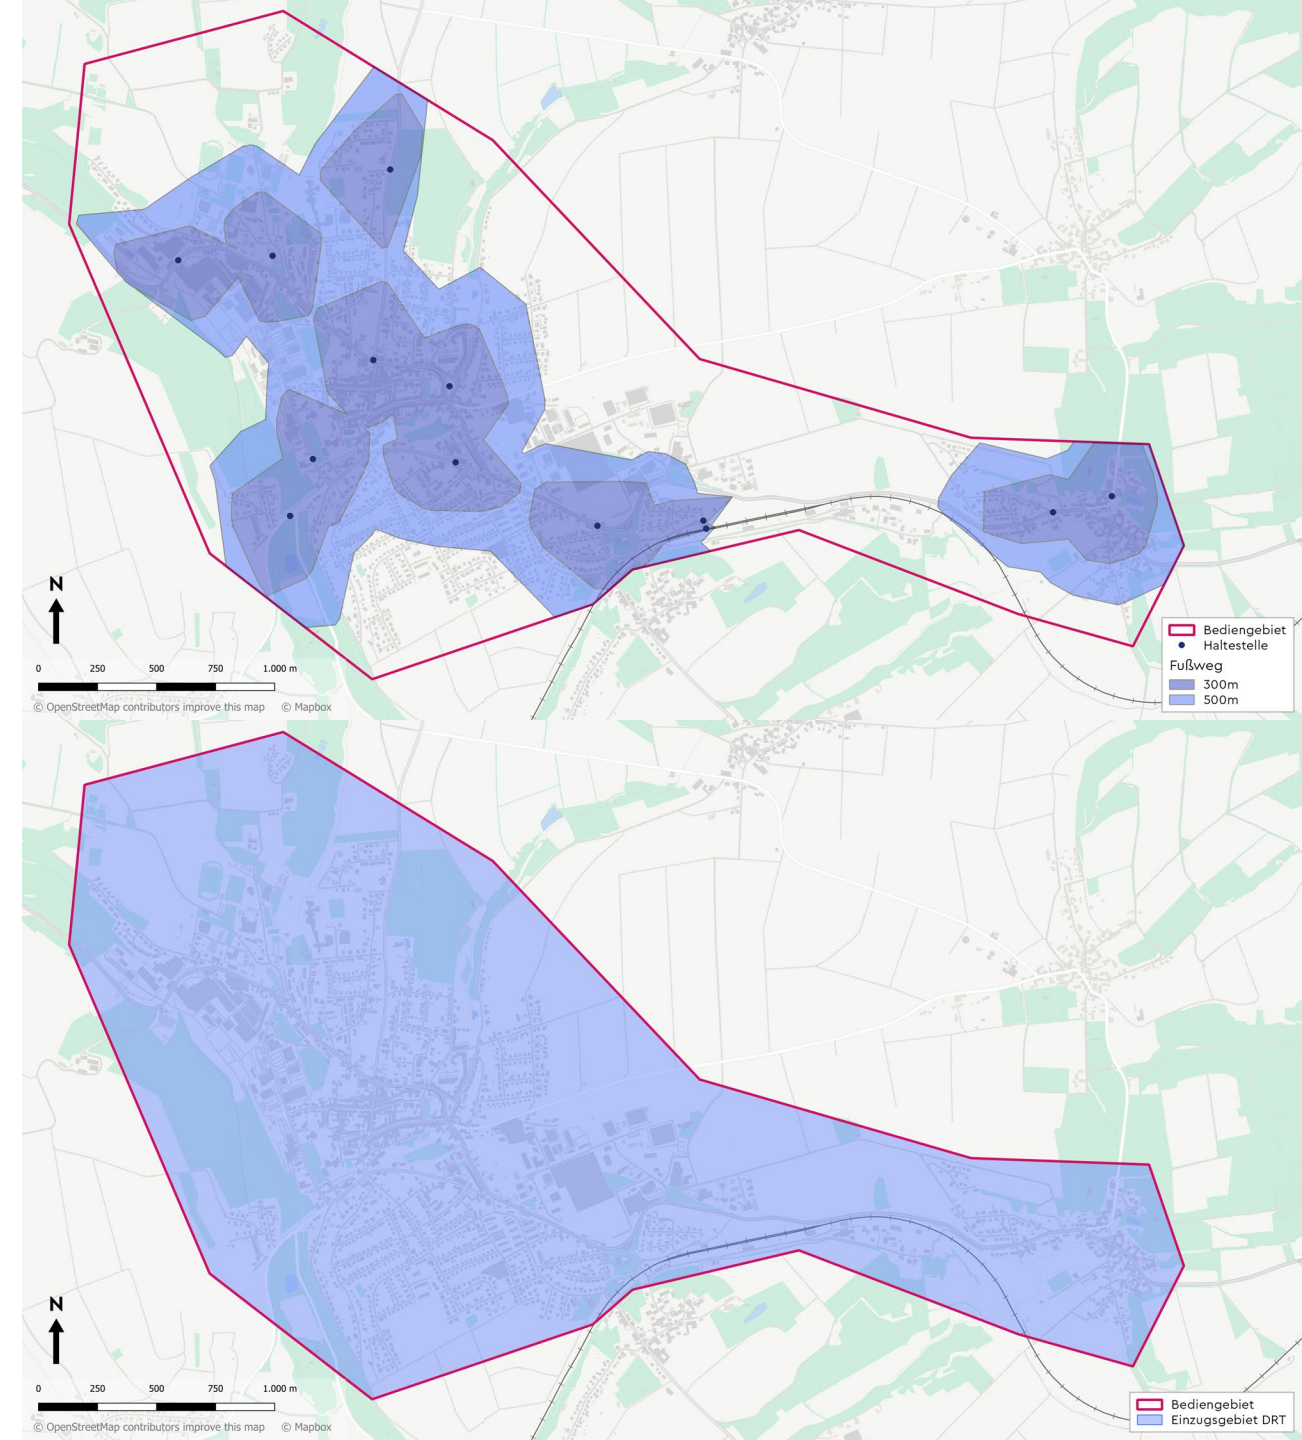 N
0 250 500 750 1.000 m
© OpenStreetMap contributors improve this map © Mapbox
Bediengebiet
Haltestelle
Fußweg
300m
500m
N
0 250 500 750 1.000 m
© OpenStreetMap contributors improve this map © Mapbox
Bediengebiet
Einzugsgebiet DRT